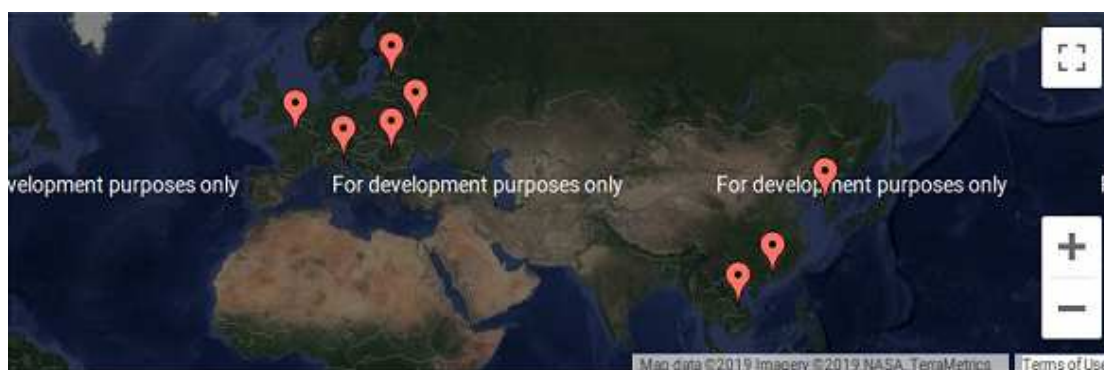 velopment purposes only
For development purposes only
For development purposes only
Map data ©2019 Imagery ©2019 NASA, TerraMetrics
Terms of Use